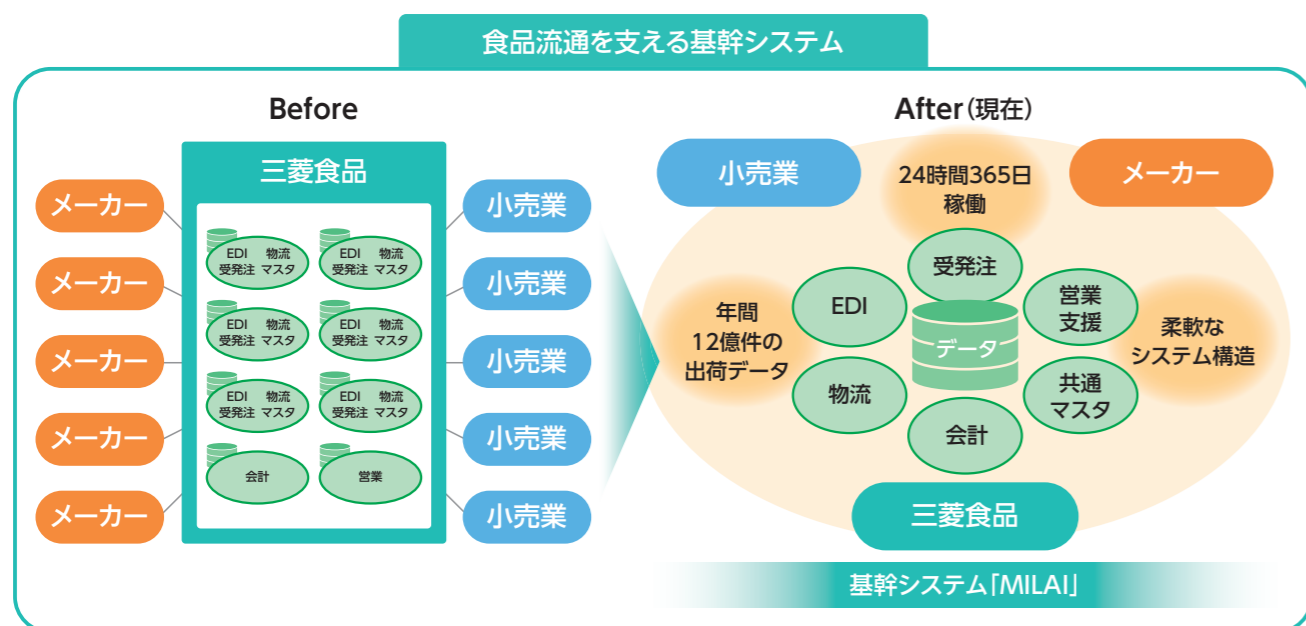 食品流通を支える基幹システム
Before
三菱食品
メーカー
メーカー
メーカー
メーカー
メーカー
EDI 物流
受発注 マスタ
EDI 物流
受発注 マスタ
EDI 物流
受発注 マスタ
EDI 物流
受発注 マスタ
EDI 物流
受発注 マスタ
EDI 物流
受発注 マスタ
会計
営業
小売業
小売業
小売業
小売業
小売業
After(現在)
小売業
24時間365日
稼働
メーカー
年間
12億件の
出荷データ
受発注
EDI
営業
支援
データ
物流
共通
マスタ
会計
柔軟な
システム構造
三菱食品
基幹システム「MILAI」